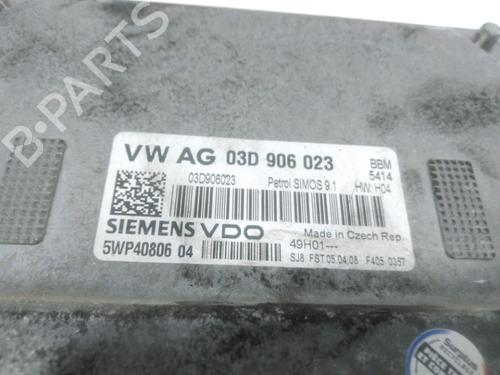 VW AG 03D 906 023
BBM
5414
03D906023 Petrol SIMOS 9.1 HW: H04
SIEMENS VDO Made in Czech Rep
5WP40806 04 49H01---
SJ8 FST 05.04.08 F405 0357
B-PARTS